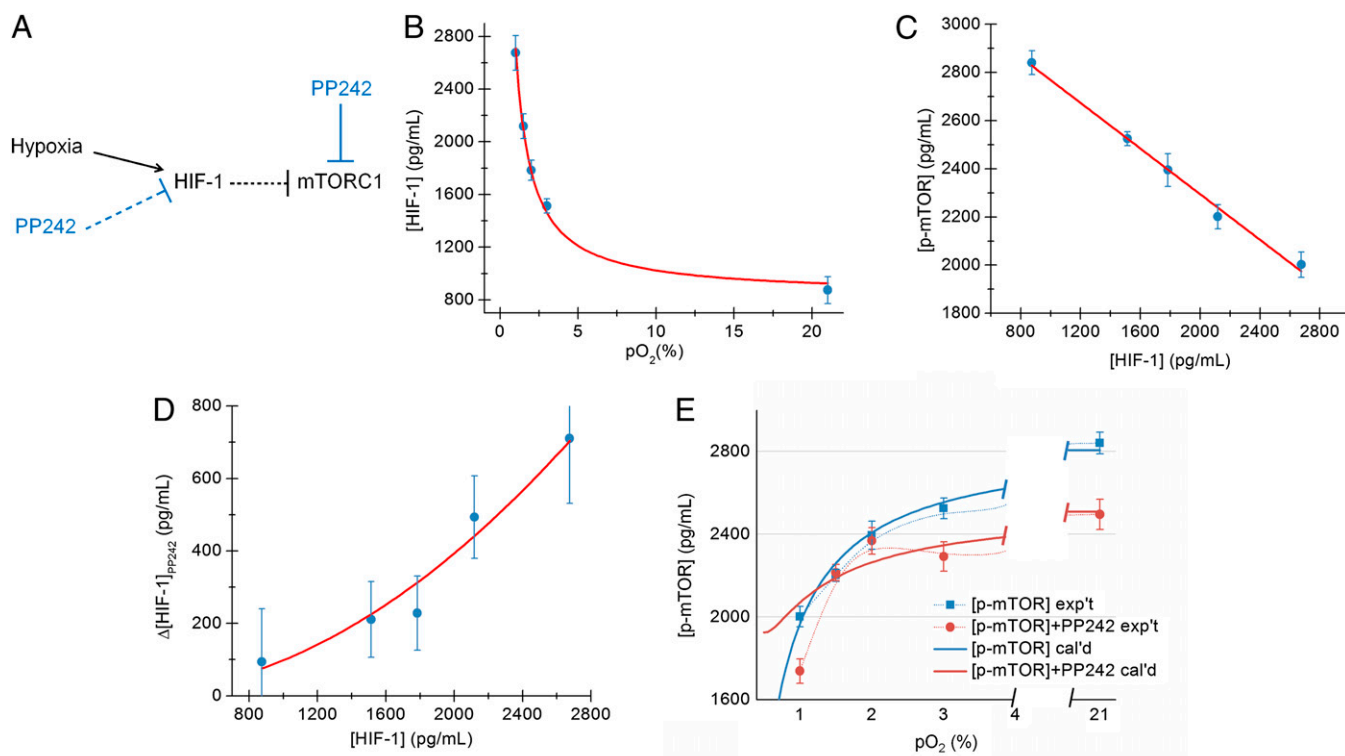 A
PP242
Hypoxia
HIF-1
mTORC1
PP242
B
[HIF-1] (pg/mL)
2800
2400
2000
1600
1200
800
0 5 10 15 20
pO2(%)
C
[p-mTOR] (pg/mL)
3000
2800
2600
2400
2200
2000
1800
800 1200 1600 2000 2400 2800
[HIF-1] (pg/mL)
D
Δ[HIF-1]PP242 (pg/mL)
800
600
400
200
0
800 1200 1600 2000 2400 2800
[HIF-1] (pg/mL)
E
[p-mTOR] (pg/mL)
2800
2400
2000
1600
[p-mTOR] exp't
[p-mTOR]+PP242 exp't
[p-mTOR] cal'd
[p-mTOR]+PP242 cal'd
1 2 3 4 21
pO2 (%)